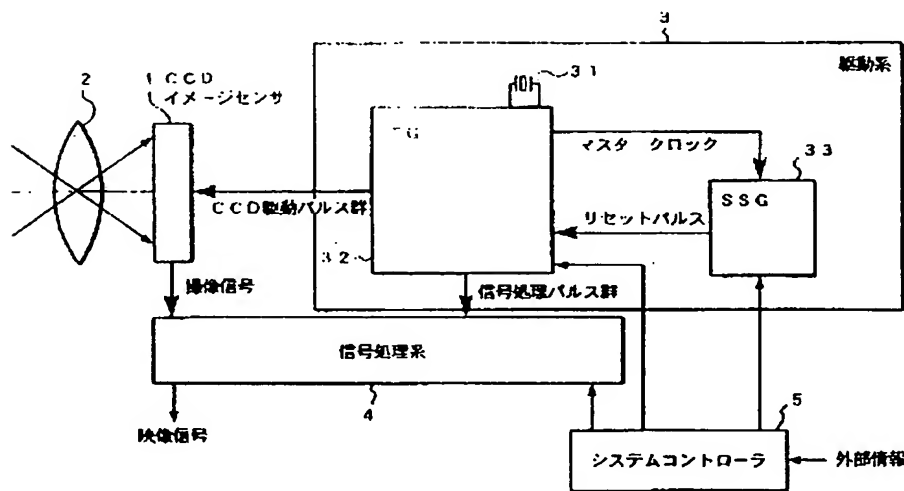 3
駆動系
31
2
1 CCD
イメージセンサ
TG
マスタ クロック
33
SSG
CCD駆動パルス群
リセットパルス
32
撮像信号
信号処理パルス群
信号処理系
4
5
映像信号
システムコントローラ
外部情報